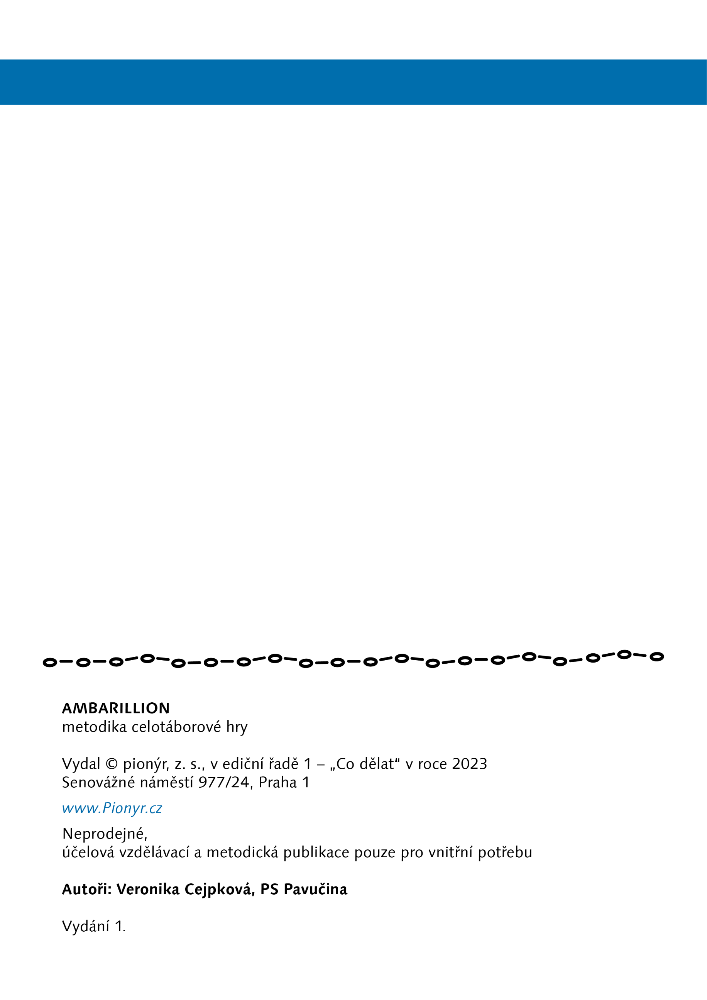 AMBARILLION
metodika celotáborové hry
Vydal © pionýr, z. s., v ediční řadě 1 – „Co dělat“ v roce 2023
Senovážné náměstí 977/24, Praha 1
www.Pionyr.cz
Neprodejné,
účelová vzdělávací a metodická publikace pouze pro vnitřní potřebu
Autoři: Veronika Cejpková, PS Pavučina
Vydání 1.